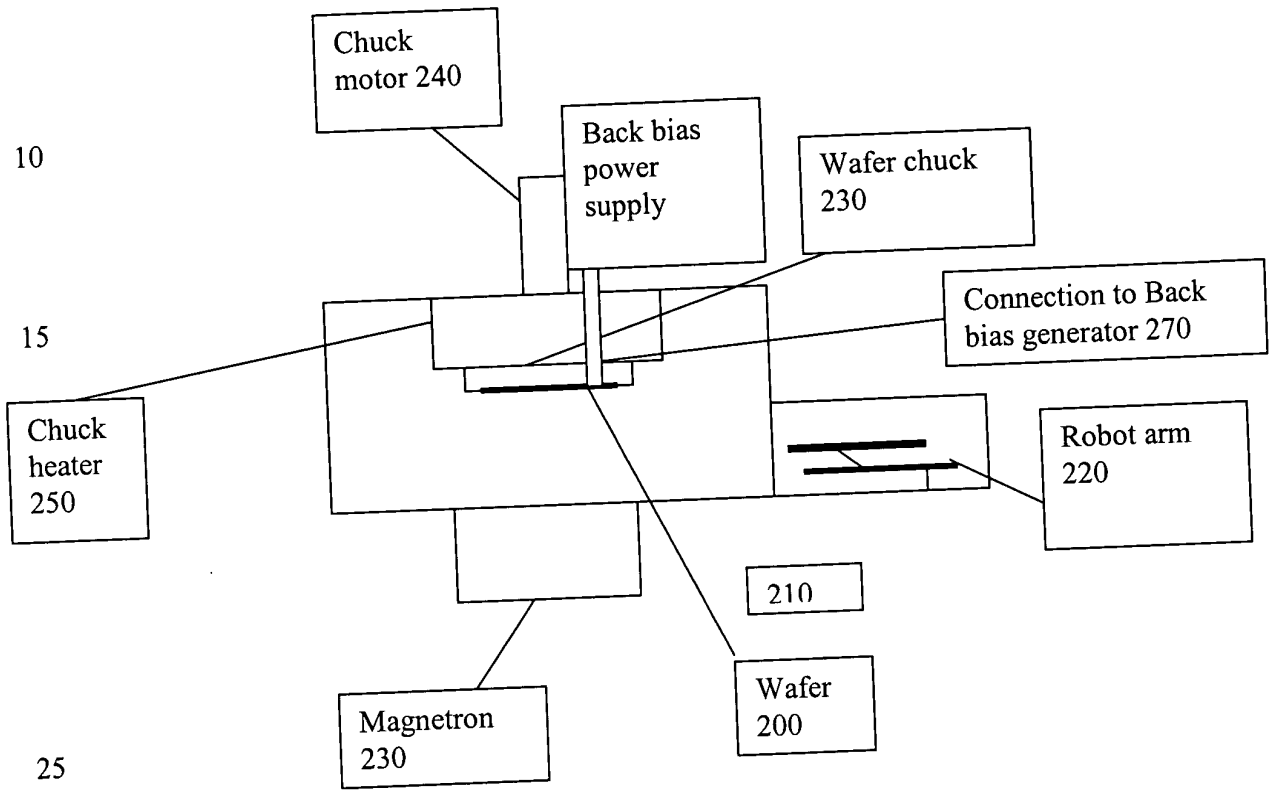 Chuck
motor 240
10
Back bias
power
supply
Wafer chuck
230
Connection to Back
bias generator 270
15
Chuck
heater
250
Robot arm
220
210
Wafer
200
Magnetron
230
25